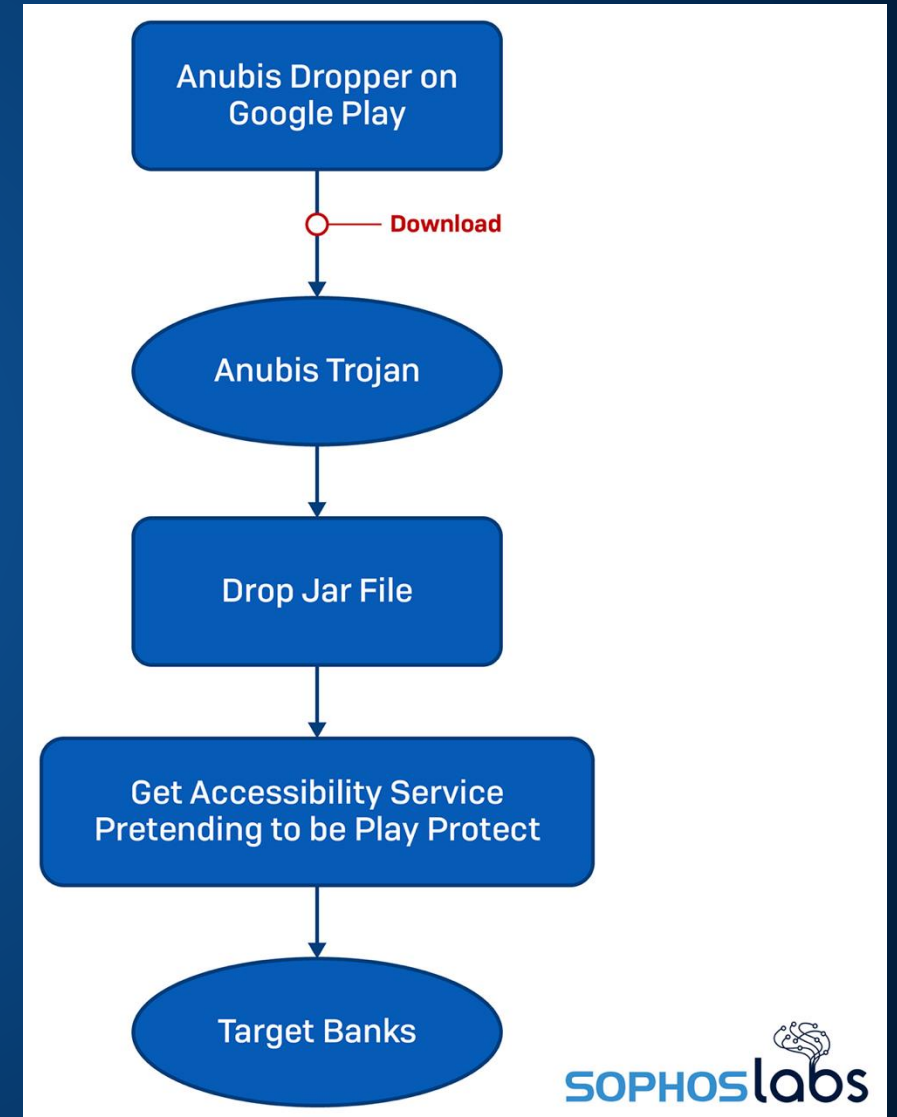 Anubis Dropper on
Google Play
Download
Anubis Trojan
Drop Jar File
Get Accessibility Service
Pretending to be Play Protect
Target Banks
SOPHOSlabs